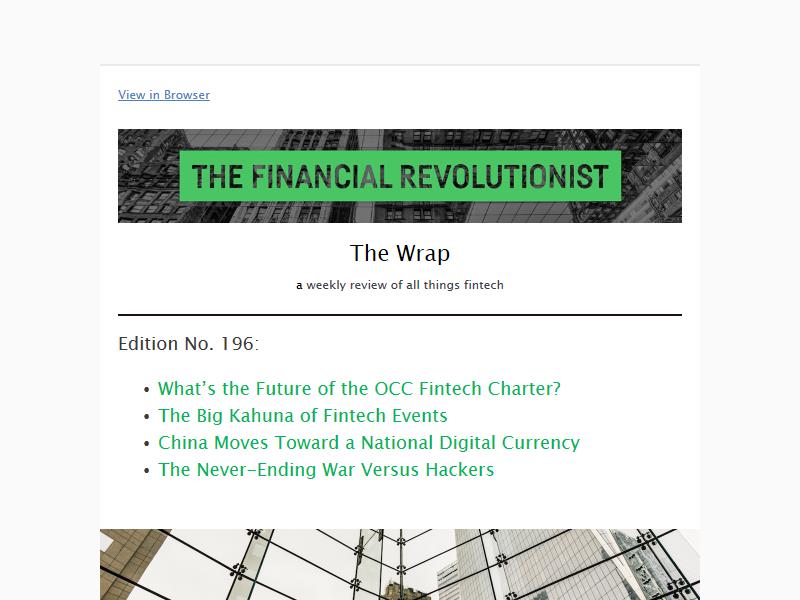 View in Browser
THE FINANCIAL REVOLUTIONIST
The Wrap
a weekly review of all things fintech
Edition No. 196:
• What’s the Future of the OCC Fintech Charter?
• The Big Kahuna of Fintech Events
• China Moves Toward a National Digital Currency
• The Never-Ending War Versus Hackers